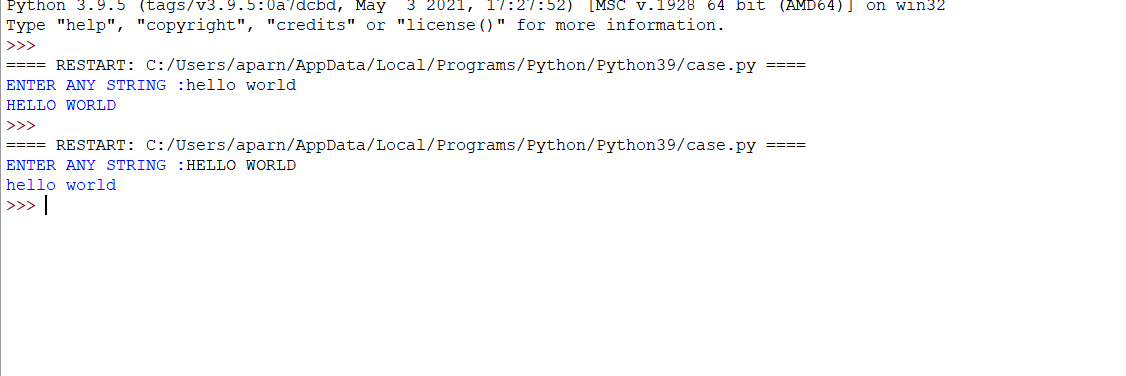 Python 3.9.5 (tags/v3.9.5:0a7dcbd, May  3 2021, 17:27:52) [MSC v.1928 64 bit (AMD64)] on win32
Type "help", "copyright", "credits" or "license()" for more information.
>>>
==== RESTART: C:/Users/aparn/AppData/Local/Programs/Python/Python39/case.py ====
ENTER ANY STRING :hello world
HELLO WORLD
>>>
==== RESTART: C:/Users/aparn/AppData/Local/Programs/Python/Python39/case.py ====
ENTER ANY STRING :HELLO WORLD
hello world
>>>